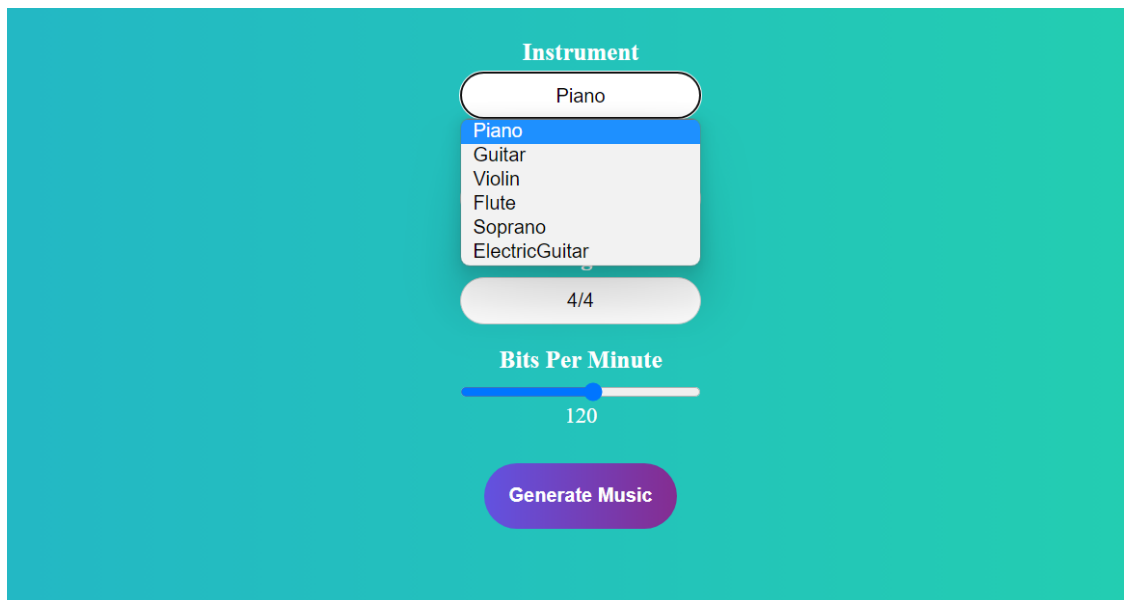 Instrument
Piano
Piano
Guitar
Violin
Flute
Soprano
ElectricGuitar
4/4
Bits Per Minute
120
Generate Music